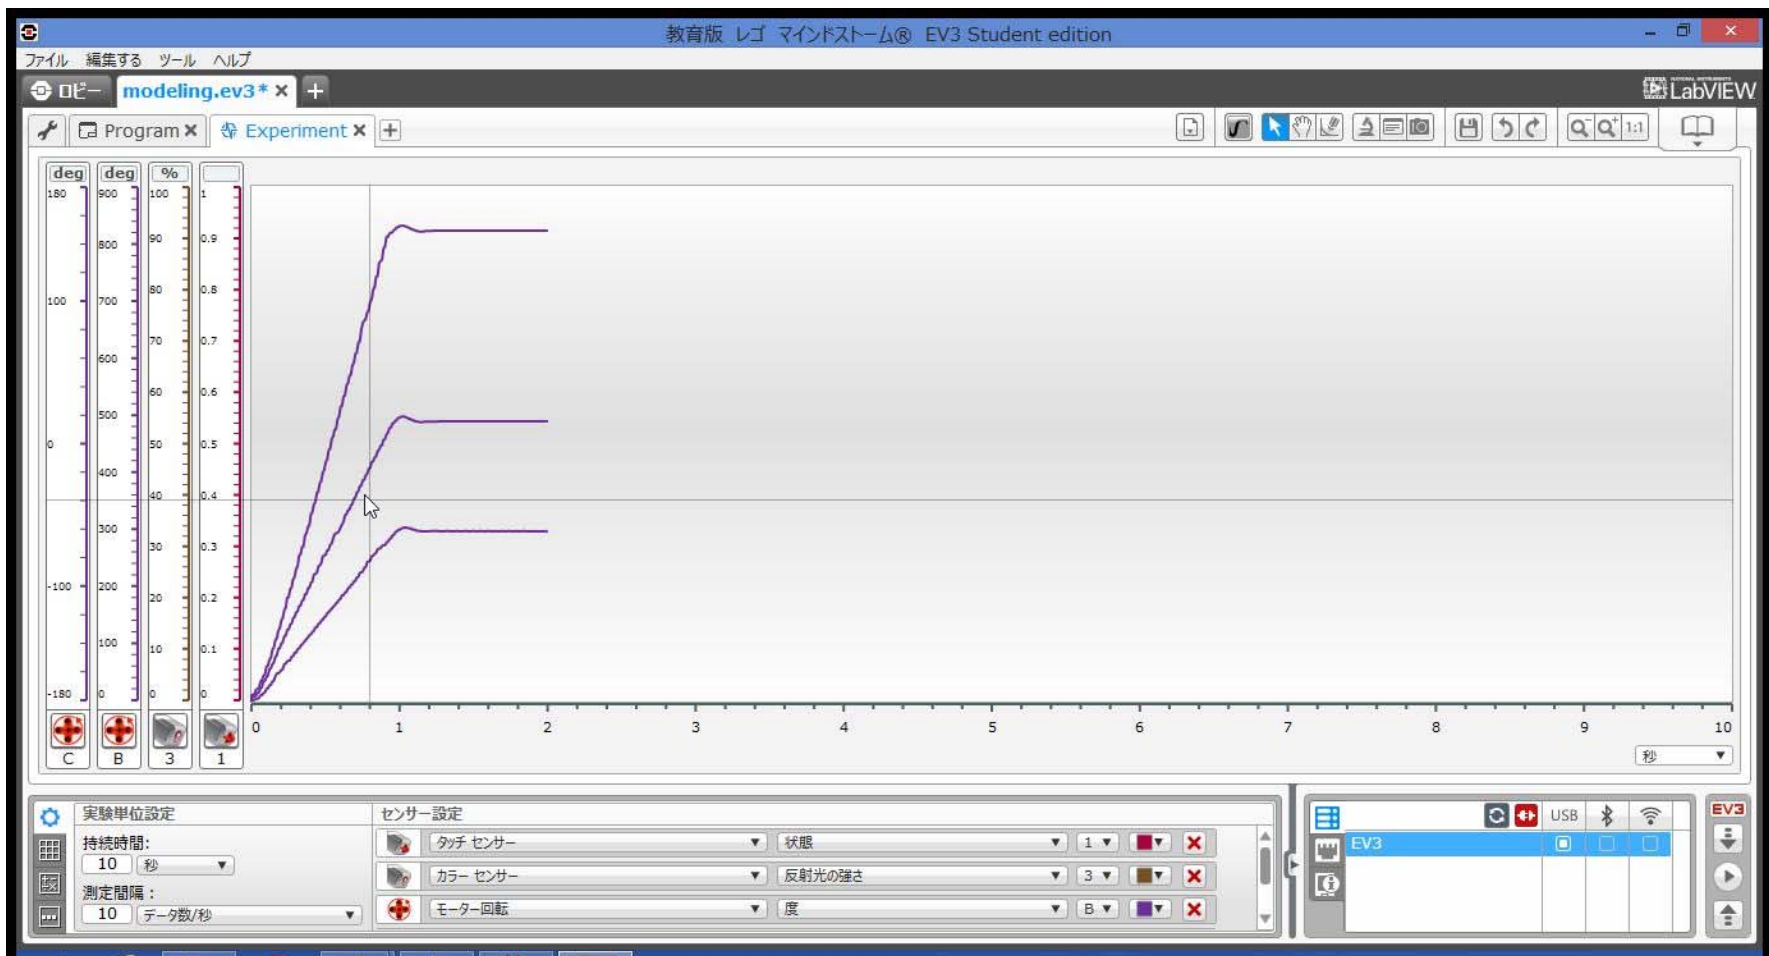 教育版 レゴ マインドストーム® EV3 Student edition
ファイル 編集する ツール ヘルプ
ロビー modeling.ev3* × +
NATIONAL INSTRUMENTS
LabVIEW
Program × Experiment × +
1:1
deg deg %
180 900 100 1
800 90 0.9
100 700 80 0.8
70 0.7
600
60 0.6
500
0 50 0.5
400
40 0.4
300
30 0.3
-100 200
20 0.2
100
10 0.1
-180 0 0 0
0 1 2 3 4 5 6 7 8 9 10
C B 3 1
秒
実験単位設定
持続時間:
10 秒
測定間隔：
10 データ数/秒
センサー設定
タッチ センサー 状態 1
カラー センサー 反射光の強さ 3
モーター回転 度 B
USB
EV3
EV3